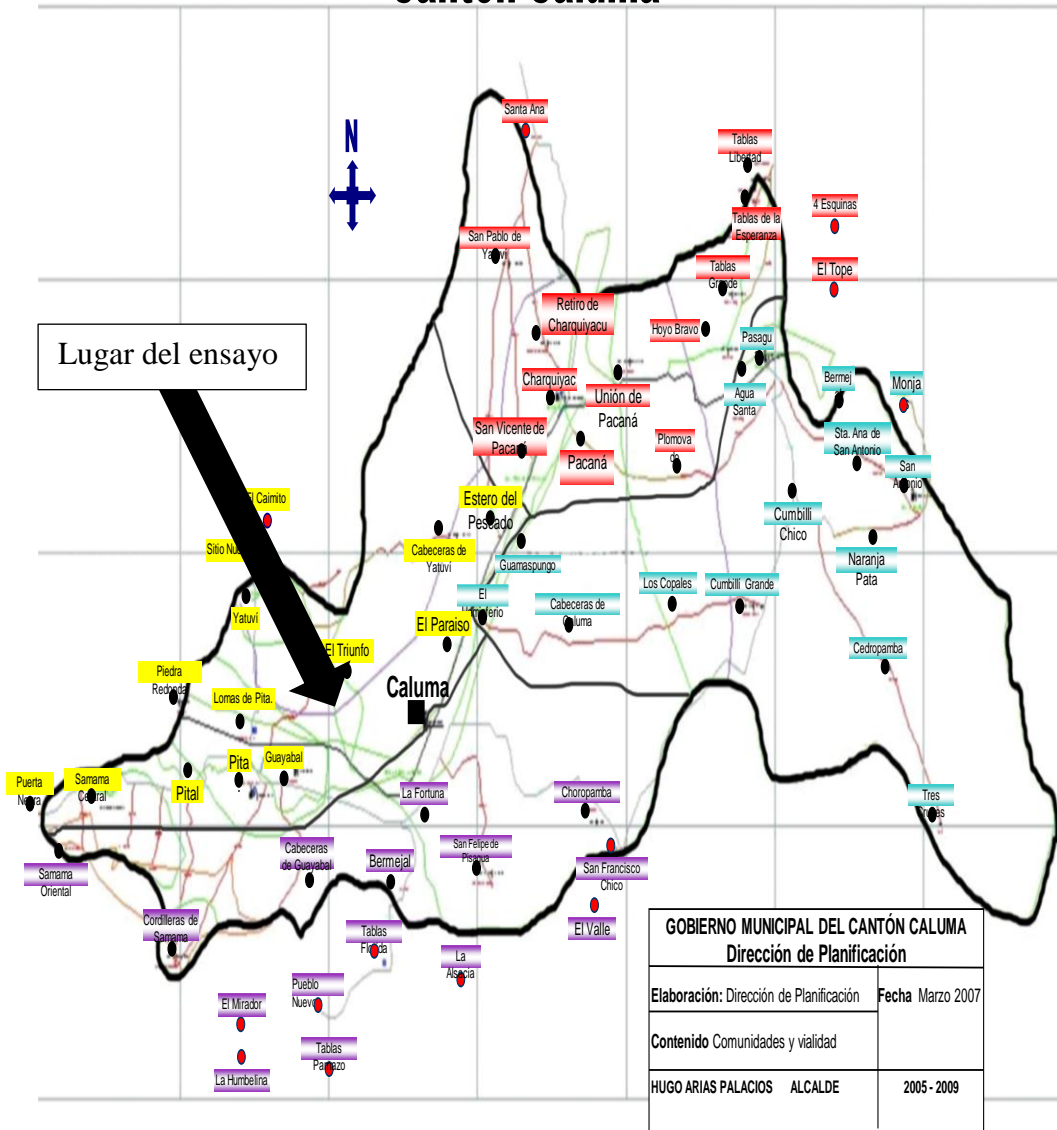 Cantón Caluma
N
Santa Ana
Tablas
Libertad
Tablas de la
Esperanza
4 Esquinas
San Pablo de
Yatuví
Tablas
Grande
El Tope
Retiro de
Charquiyacu
Hoyo Bravo
Pasagu
Lugar del ensayo
Charquiyac
Unión de
Pacaná
Agua
Santa
Bermej
Monja
San Vicente de
Pacaná
Pacaná
Plomova
do
Sta. Ana de
San Antonio
San
Antonio
El Caimito
Estero del
Pescado
Cumbilli
Chico
Sitio
Cabeceras de
Yatuví
Guamaspungo
Naranja
Pata
Yatuví
El
Los Copales
Cumbilli Grande
Cabeceras de
Caluma
El Paraiso
El Triunfo
Cedropamba
Piedra
Redonda
Lomas de Pita.
Caluma
Puerta
Negra
Samama
Central
Pital
Pita
Guayabal
La Fortuna
Choropamba
Tres
Cruces
Samama
Oriental
Cabeceras
de Guayabal
Bermejal
San Felipe de
Pisagua
San Francisco
Chico
Cordilleras de
Samama
Tablas
Florida
El Valle
La
Alsacia
El Mirador
Pueblo
Nuevo
La Humbelina
Tablas
GOBIERNO MUNICIPAL DEL CANTÓN CALUMA
Dirección de Planificación
Elaboración: Dirección de Planificación Fecha Marzo 2007
Contenido Comunidades y vialidad
HUGO ARIAS PALACIOS ALCALDE 2005 - 2009